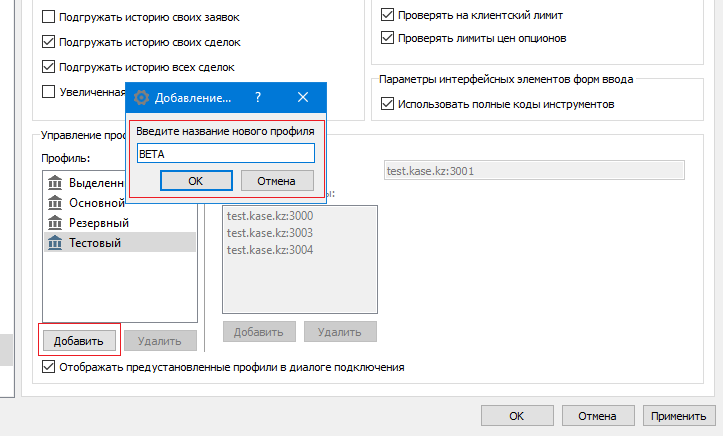 Подгружать историю своих заявок
Подгружать историю своих сделок
Подгружать историю всех сделок
Увеличенная
Проверять на клиентский лимит
Проверять лимиты цен опционов
Параметры интерфейсных элементов форм ввода
Использовать полные коды инструментов
Добавление...
?
Введите название нового профиля
BETA
OK
Отмена
Управление
Профиль:
Основной
Резервный
Тестовый
test.kase.kz:3001
test.kase.kz:3000
test.kase.kz:3003
test.kase.kz:3004
Добавить
Удалить
Добавить
Удалить
Отображать предустановленные профили в диалоге подключения
OK
Отмена
Применить